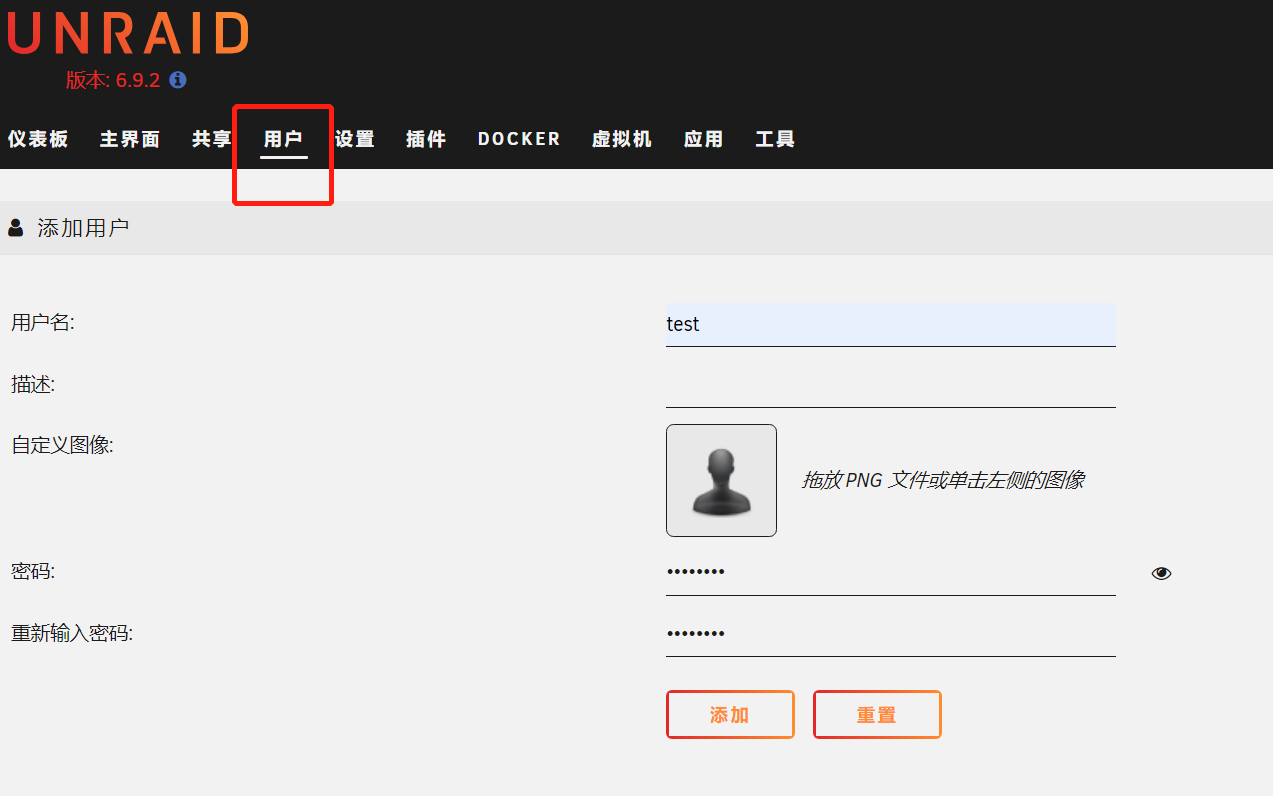 UNRAID
版本: 6.9.2
仪表板 主界面 共享 用户 设置 插件 DOCKER 虚拟机 应用 工具
添加用户
用户名: test
描述:
自定义图像:
拖放 PNG 文件或单击左侧的图像
密码: ••••••••
重新输入密码: ••••••••
添加 重置